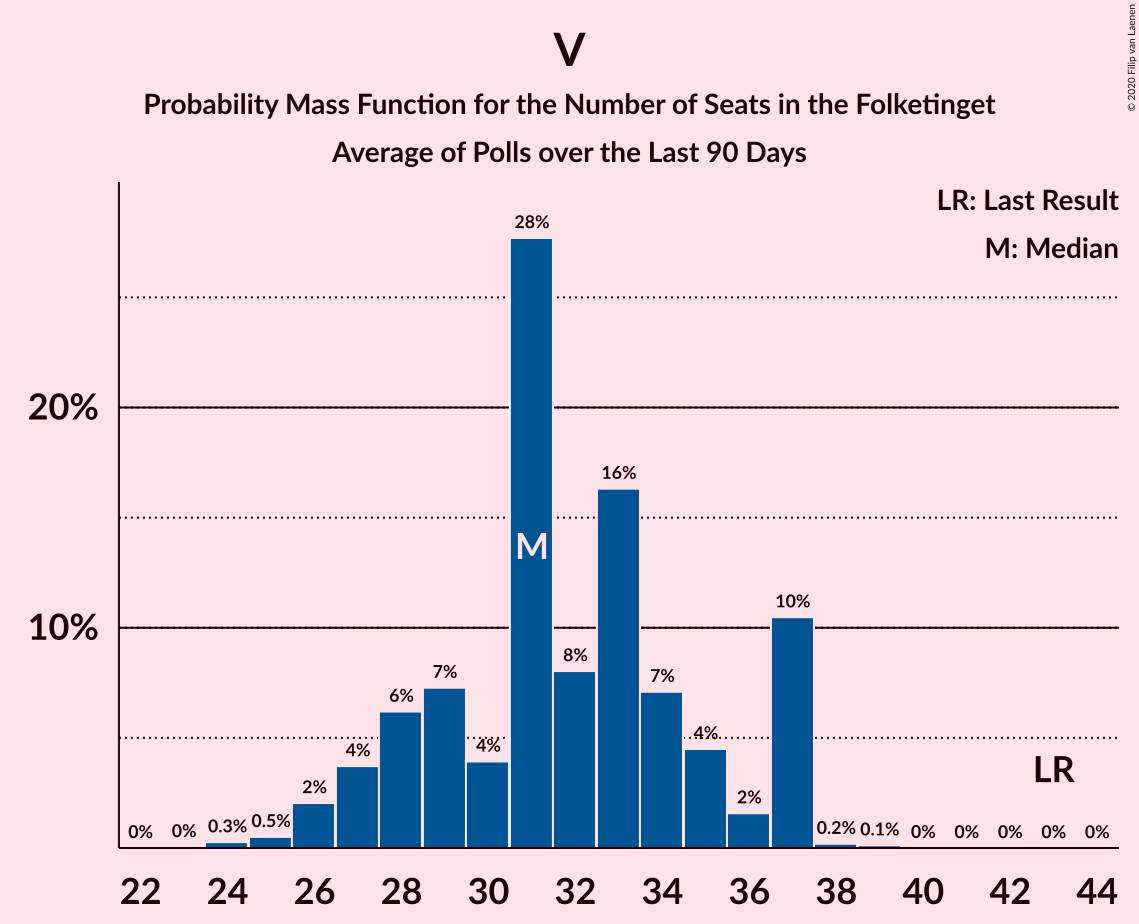 V
Probability Mass Function for the Number of Seats in the Folketinget
Average of Polls over the Last 90 Days
© 2020 Filip van Laenen
LR: Last Result
M: Median
20%
10%
0%
0%
0.3%
0.5%
2%
4%
6%
7%
4%
28%
8%
16%
7%
4%
2%
10%
0.2%
0.1%
0%
0%
0%
0%
0%
M
LR
22 24 26 28 30 32 34 36 38 40 42 44